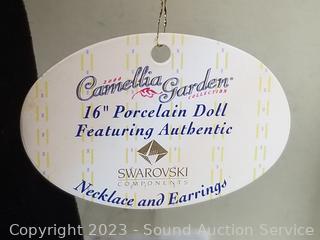 2000
Camellia Garden
COLLECTION
16" Porcelain Doll
Featuring Authentic
SWAROVSKI
COMPONENTS
Necklace and Earrings
Copyright 2023 - Sound Auction Service